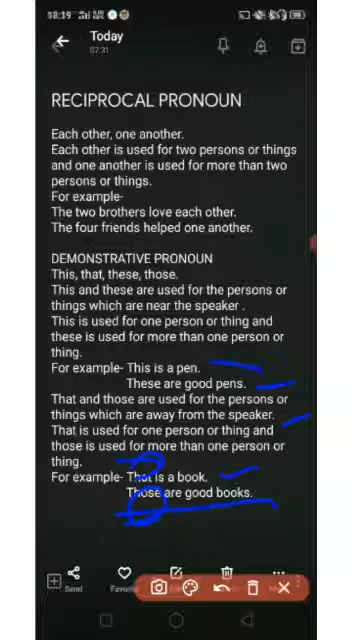 08:19
Today
07:31
RECIPROCAL PRONOUN
Each other, one another.
Each other is used for two persons or things
and one another is used for more than two
persons or things.
For example-
The two brothers love each other.
The four friends helped one another.
DEMONSTRATIVE PRONOUN
This, that, these, those.
This and these are used for the persons or
things which are near the speaker .
This is used for one person or thing and
these is used for more than one person or
thing.
For example- This is a pen.
These are good pens.
That and those are used for the persons or
things which are away from the speaker.
That is used for one person or thing and
those is used for more than one person or
thing.
For example- That is a book.
Those are good books.
Send